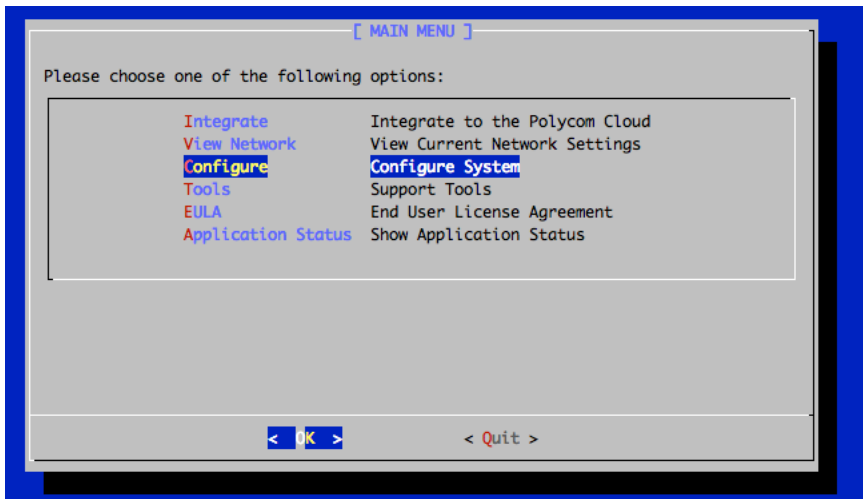 [ MAIN MENU ]
Please choose one of the following options:
Integrate Integrate to the Polycom Cloud
View Network View Current Network Settings
Configure Configure System
Tools Support Tools
EULA End User License Agreement
Application Status Show Application Status
< OK > < Quit >